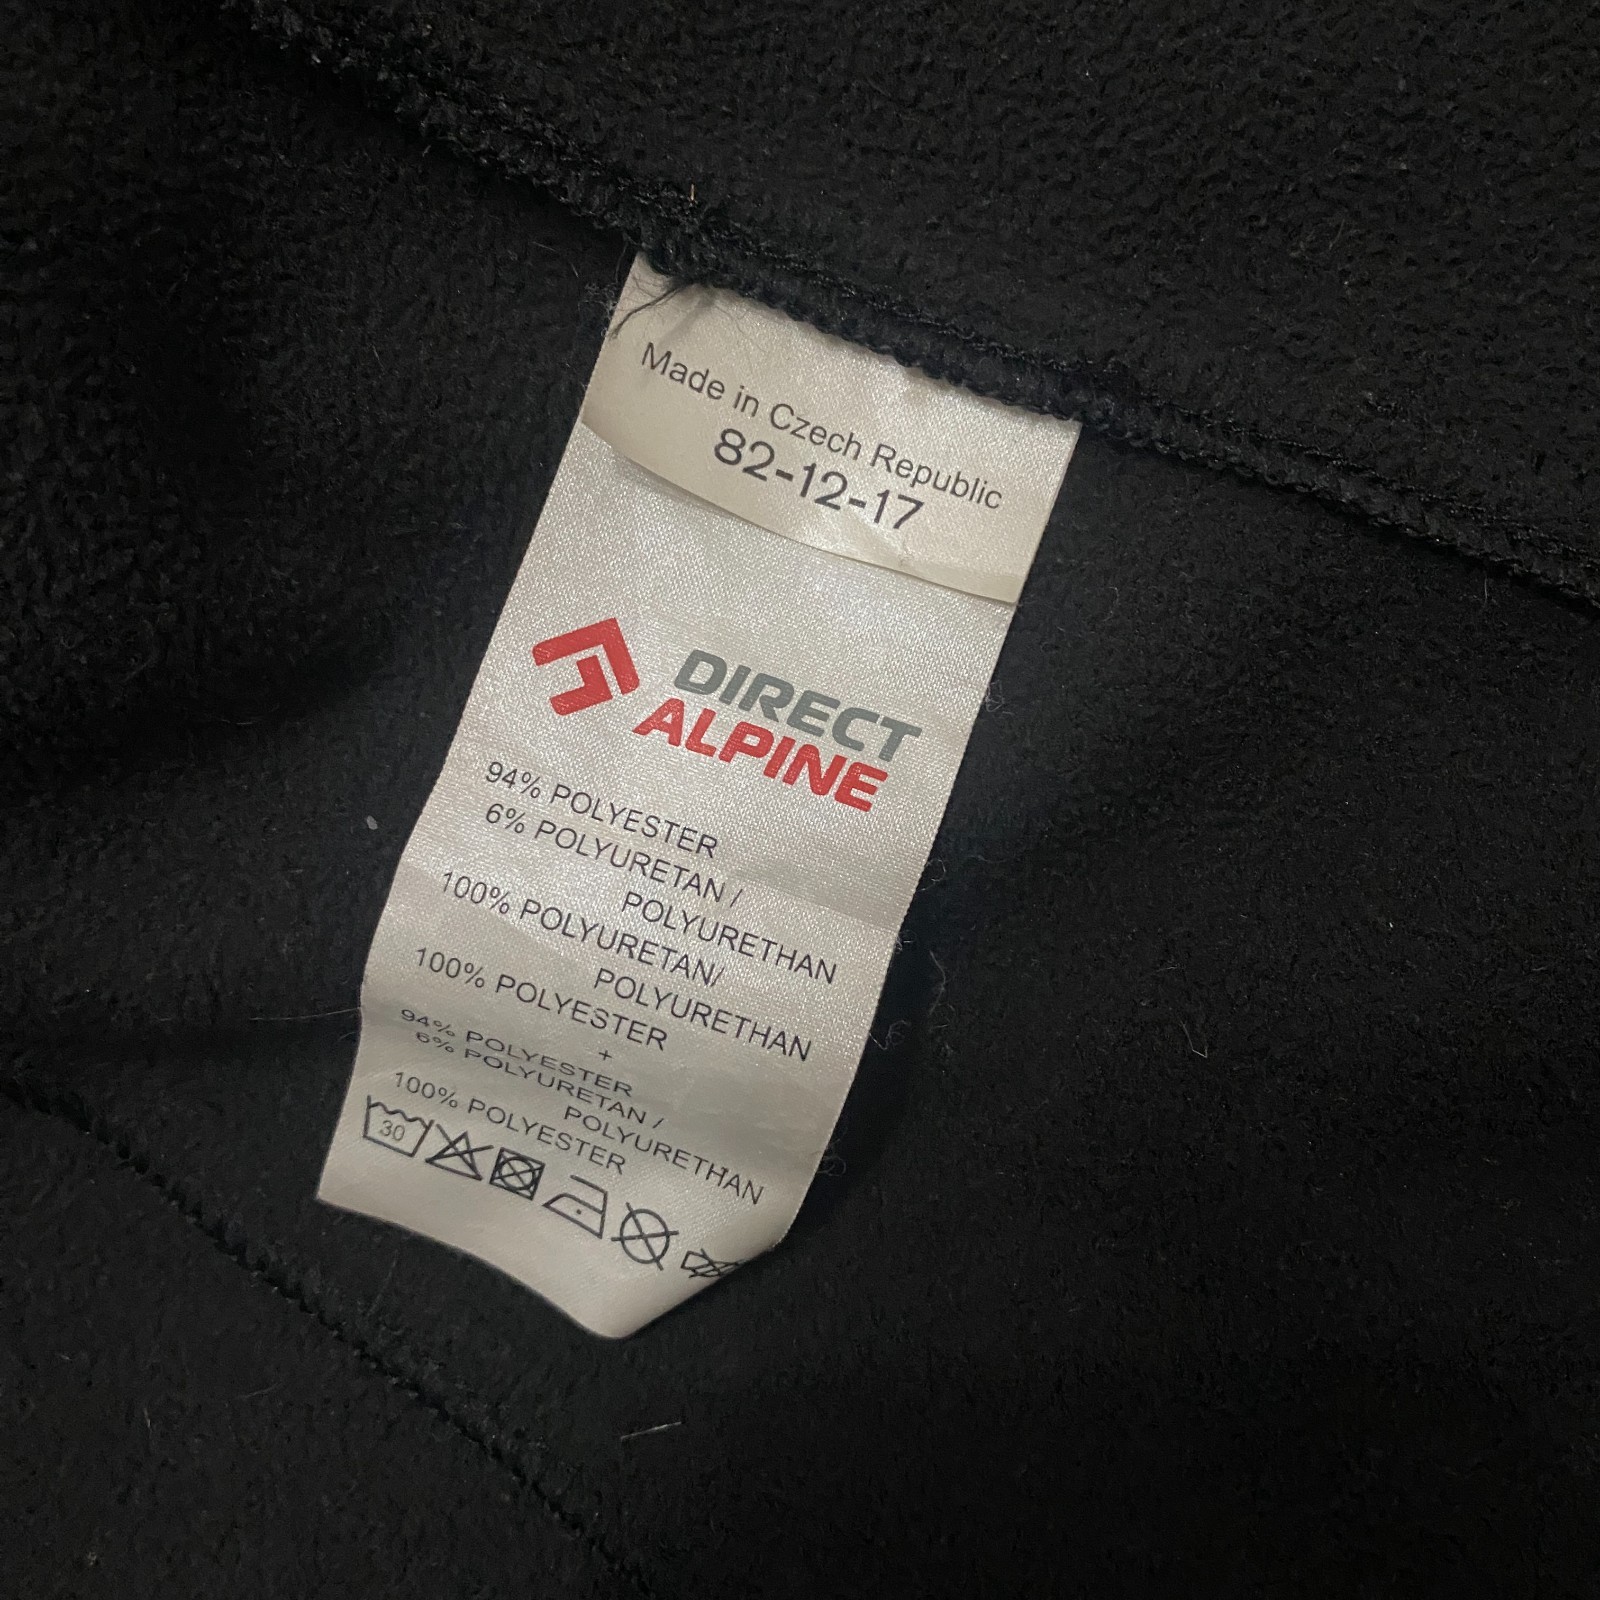 Made in Czech Republic
82-12-17
DIRECT
ALPINE
94% POLYESTER
6% POLYURETAN /
POLYURETHAN
100% POLYURETAN/
POLYURETHAN
100% POLYESTER
+
94% POLYESTER
6% POLYURETAN /
POLYURETHAN
100% POLYESTER
30